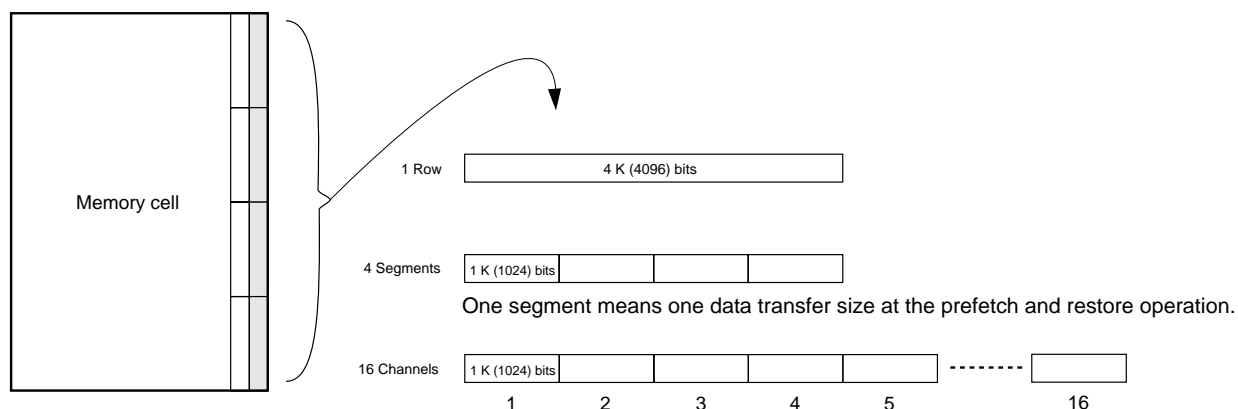 Memory cell
1 Row
4 K (4096) bits
4 Segments
1 K (1024) bits
One segment means one data transfer size at the prefetch and restore operation.
16 Channels
1 K (1024) bits
1 2 3 4 5 16